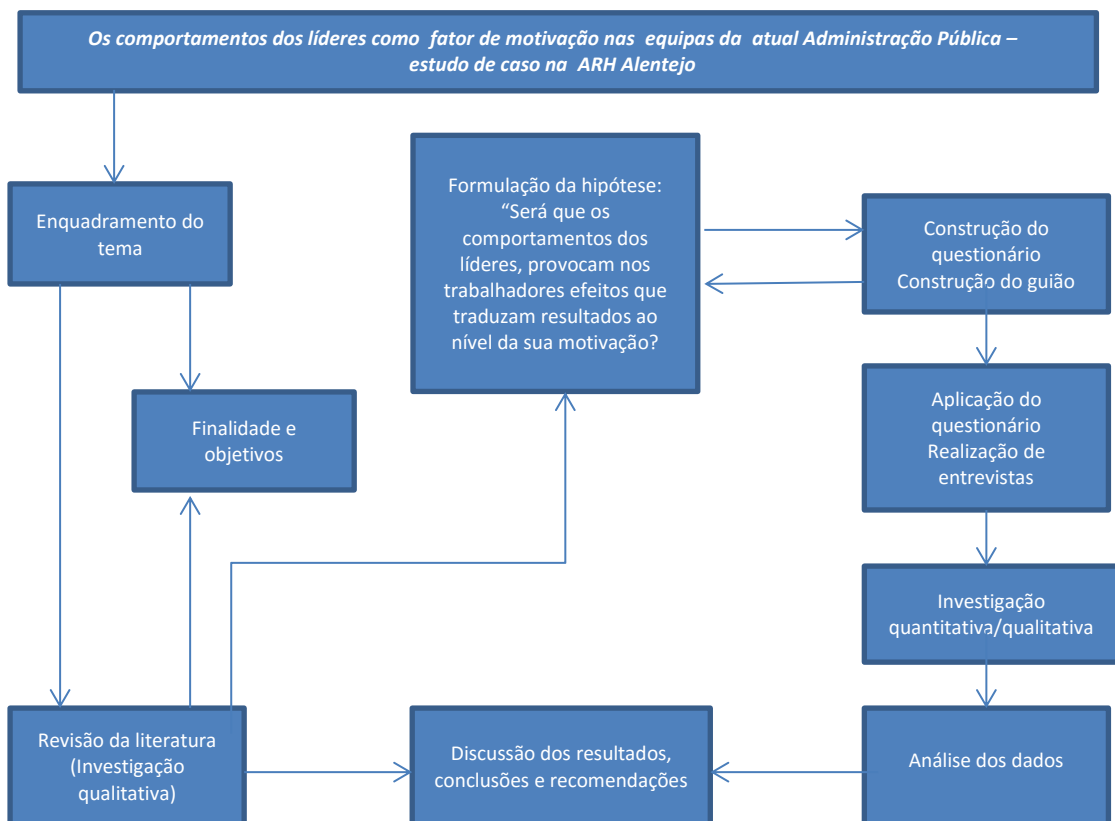 Os comportamentos dos líderes como fator de motivação nas equipas da atual Administração Pública –
estudo de caso na ARH Alentejo
Enquadramento do
tema
Finalidade e
objetivos
Revisão da literatura
(Investigação
qualitativa)
Formulação da hipótese:
“Será que os
comportamentos dos
líderes, provocam nos
trabalhadores efeitos que
traduzam resultados ao
nível da sua motivação?
Construção do
questionário
Construção do guião
Aplicação do
questionário
Realização de
entrevistas
Investigação
quantitativa/qualitativa
Análise dos dados
Discussão dos resultados,
conclusões e recomendações